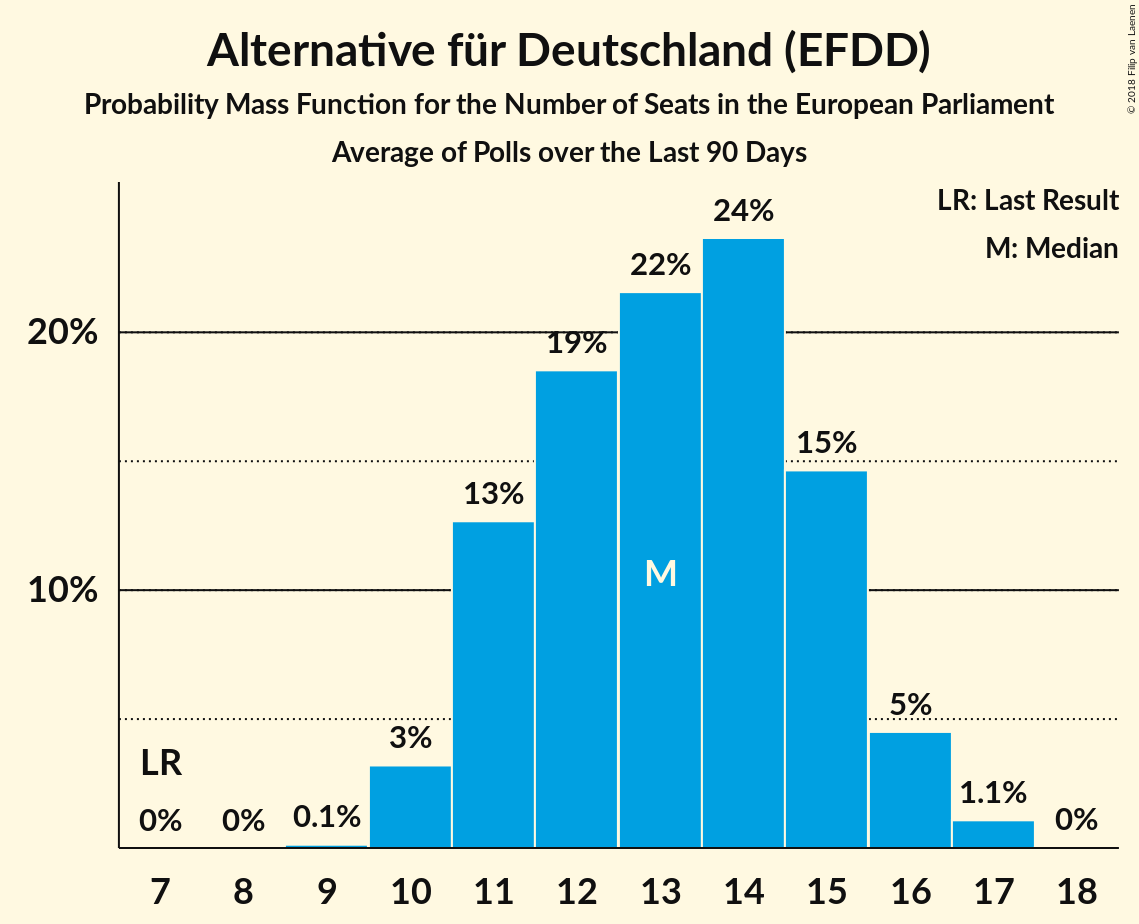 Alternative für Deutschland (EFDD)
Probability Mass Function for the Number of Seats in the European Parliament
Average of Polls over the Last 90 Days
© 2018 Filip van Laenen
LR: Last Result
M: Median
24%
22%
20%
19%
15%
13%
10%
M
5%
3%
LR
1.1%
0%
0%
0.1%
0%
7 8 9 10 11 12 13 14 15 16 17 18